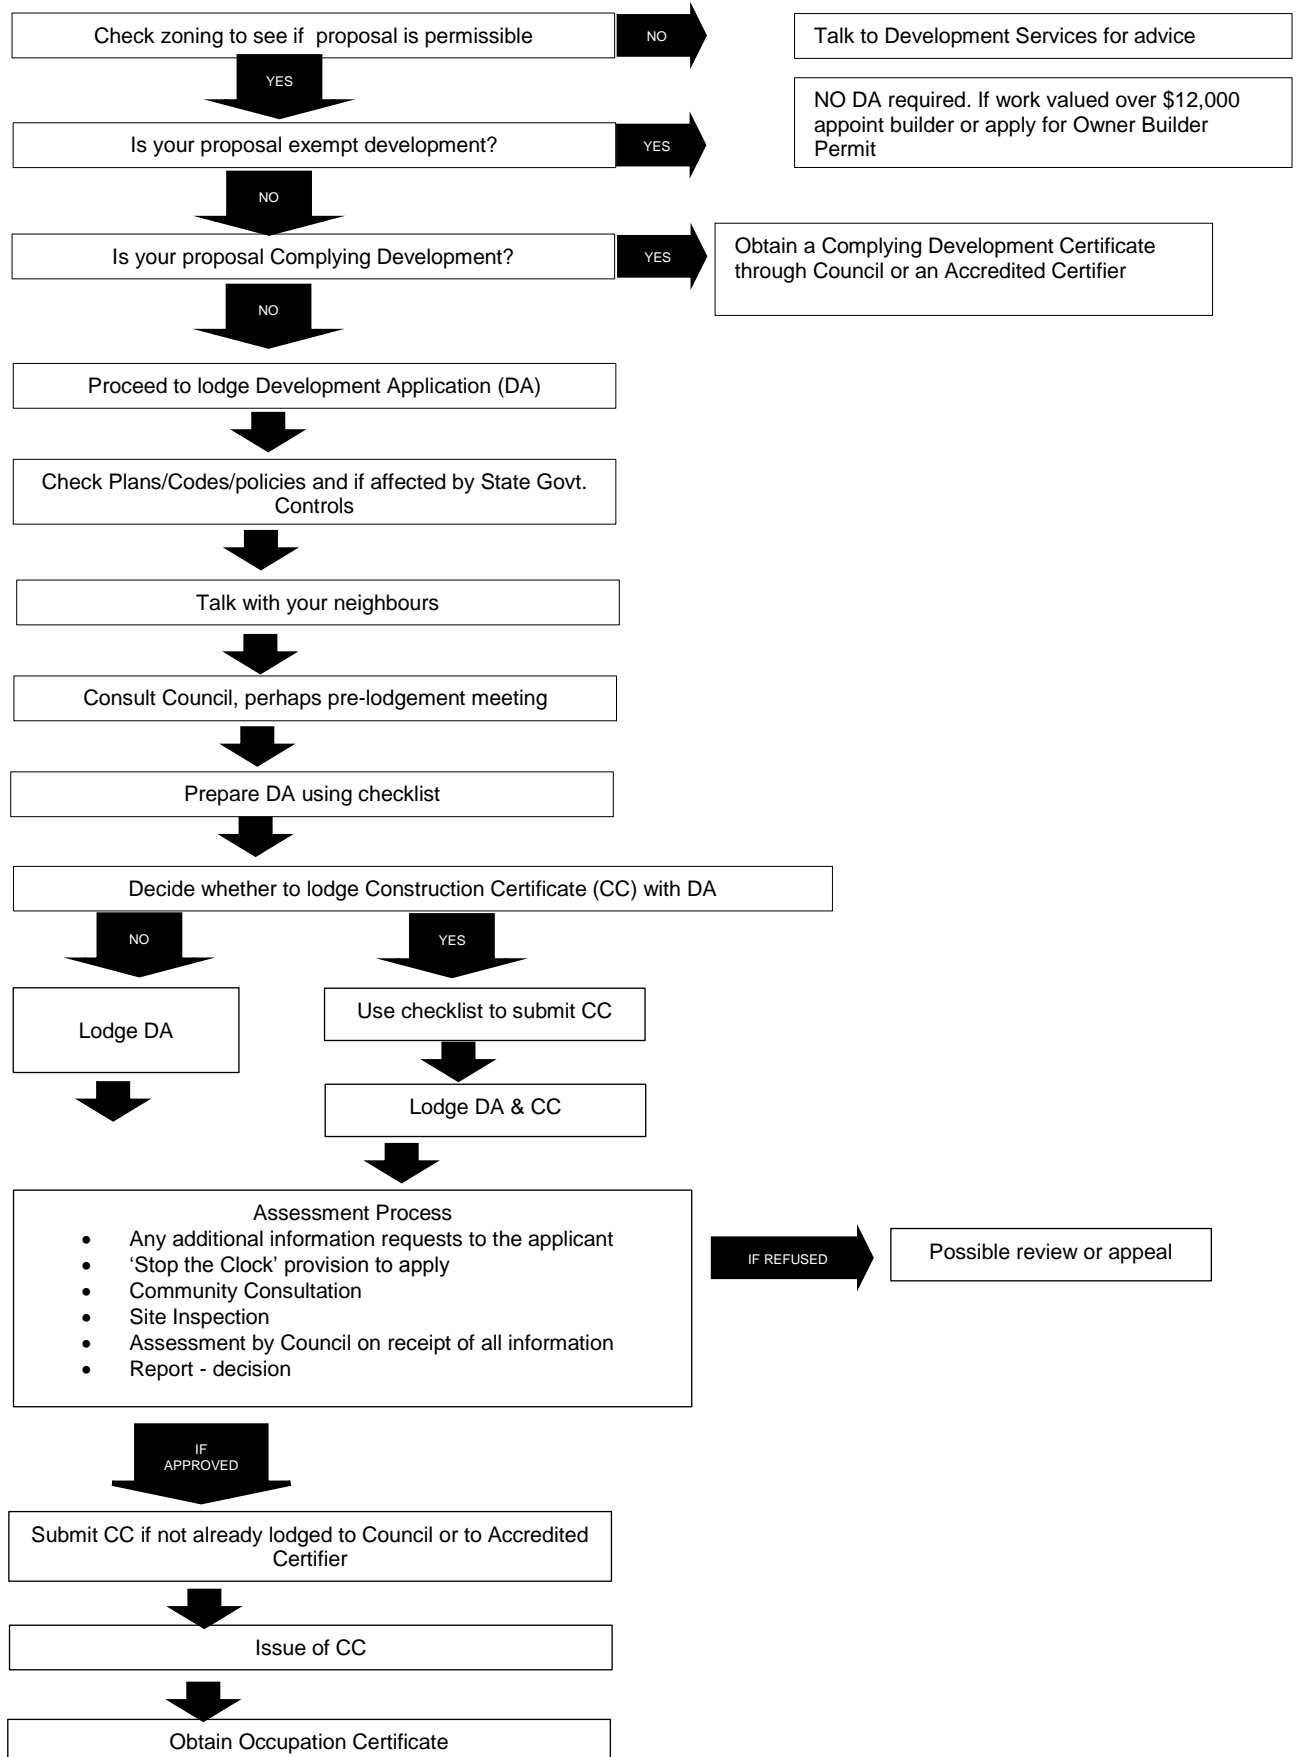 Check zoning to see if  proposal is permissible
NO
Talk to Development Services for advice
YES
NO DA required. If work valued over $12,000
appoint builder or apply for Owner Builder
Permit
Is your proposal exempt development?
YES
NO
Is your proposal Complying Development?
YES
Obtain a Complying Development Certificate
through Council or an Accredited Certifier
NO
Proceed to lodge Development Application (DA)
Check Plans/Codes/policies and if affected by State Govt.
Controls
Talk with your neighbours
Consult Council, perhaps pre-lodgement meeting
Prepare DA using checklist
Decide whether to lodge Construction Certificate (CC) with DA
NO
YES
Lodge DA
Use checklist to submit CC
Lodge DA & CC
Assessment Process
• Any additional information requests to the applicant
• ‘Stop the Clock’ provision to apply
• Community Consultation
• Site Inspection
• Assessment by Council on receipt of all information
• Report - decision
IF REFUSED
Possible review or appeal
IF
APPROVED
Submit CC if not already lodged to Council or to Accredited
Certifier
Issue of CC
Obtain Occupation Certificate